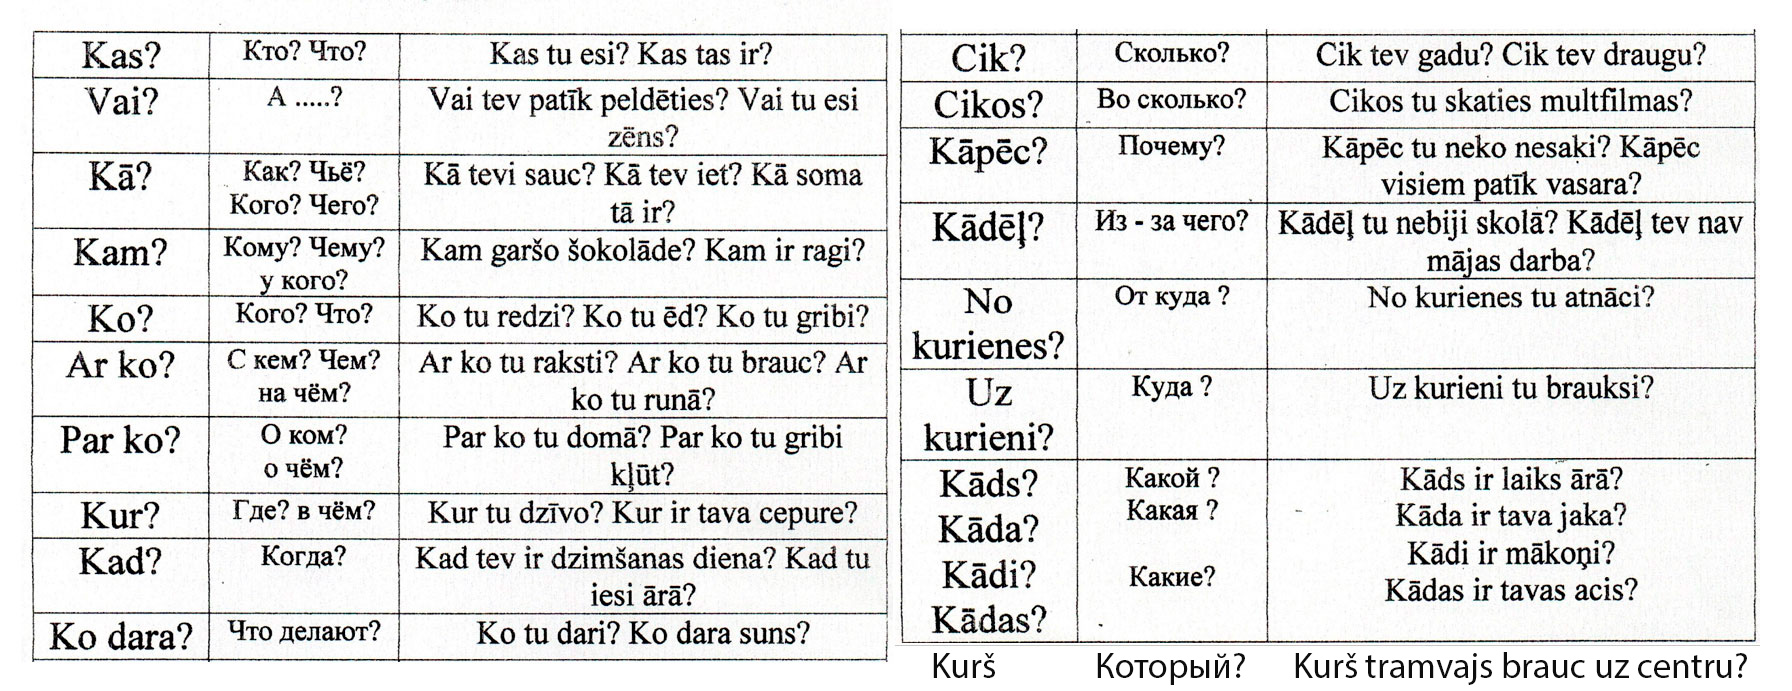 Kas?
Кто? Что?
Kas tu esi? Kas tas ir?
Vai?
А .....?
Vai tev patīk peldēties? Vai tu esi
zēns?
Kā?
Как? Чьё?
Кого? Чего?
Kā tevi sauc? Kā tev iet? Kā soma
tā ir?
Kam?
Кому? Чему?
у кого?
Kam garšo šokolāde? Kam ir ragi?
Ko?
Кого? Что?
Ko tu redzi? Ko tu ēd? Ko tu gribi?
Ar ko?
С кем? Чем?
на чём?
Ar ko tu raksti? Ar ko tu brauc? Ar
ko tu runā?
Par ko?
О ком?
о чём?
Par ko tu domā? Par ko tu gribi
kļūt?
Kur?
Где? в чём?
Kur tu dzīvo? Kur ir tava cepure?
Kad?
Когда?
Kad tev ir dzimšanas diena? Kad tu
iesi ārā?
Ko dara?
Что делают?
Ko tu dari? Ko dara suns?
Cik?
Сколько?
Cik tev gadu? Cik tev draugu?
Cikos?
Во сколько?
Cikos tu skaties multfilmas?
Kāpēc?
Почему?
Kāpēc tu neko nesaki? Kāpēc
visiem patīk vasara?
Kādēļ?
Из - за чего?
Kādēļ tu nebiji skolā? Kādēļ tev nav
mājas darba?
No
kurienes?
От куда ?
No kurienes tu atnāci?
Uz
kurieni?
Куда ?
Uz kurieni tu brauksi?
Kāds?
Kāda?
Kādi?
Kādas?
Какой ?
Какая ?
Какие?
Kāds ir laiks ārā?
Kāda ir tava jaka?
Kādi ir mākoņi?
Kādas ir tavas acis?
Kurš
Который?
Kurš tramvajs brauc uz centru?